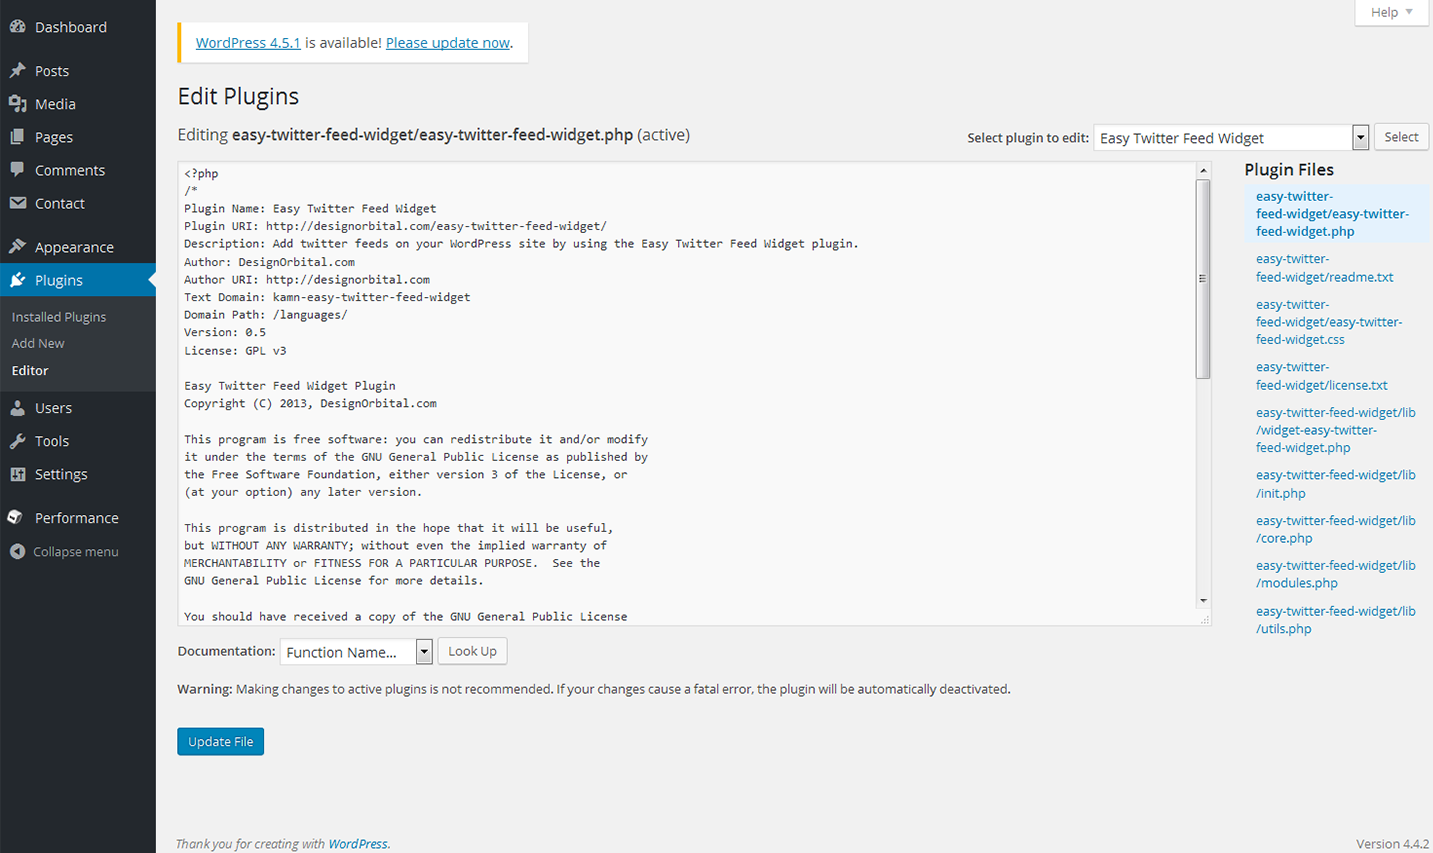 Dashboard
Posts
Media
Pages
Comments
Contact
Appearance
Plugins
Installed Plugins
Add New
Editor
Users
Tools
Settings
Performance
Collapse menu
Help
WordPress 4.5.1 is available! Please update now.
Edit Plugins
Editing easy-twitter-feed-widget/easy-twitter-feed-widget.php (active)
Select plugin to edit: Easy Twitter Feed Widget Select
<?php
/*
Plugin Name: Easy Twitter Feed Widget
Plugin URI: http://designorbital.com/easy-twitter-feed-widget/
Description: Add twitter feeds on your WordPress site by using the Easy Twitter Feed Widget plugin.
Author: DesignOrbital.com
Author URI: http://designorbital.com
Text Domain: kamn-easy-twitter-feed-widget
Domain Path: /languages/
Version: 0.5
License: GPL v3
Easy Twitter Feed Widget Plugin
Copyright (C) 2013, DesignOrbital.com
This program is free software: you can redistribute it and/or modify
it under the terms of the GNU General Public License as published by
the Free Software Foundation, either version 3 of the License, or
(at your option) any later version.
This program is distributed in the hope that it will be useful,
but WITHOUT ANY WARRANTY; without even the implied warranty of
MERCHANTABILITY or FITNESS FOR A PARTICULAR PURPOSE.  See the
GNU General Public License for more details.
You should have received a copy of the GNU General Public License
Plugin Files
easy-twitter-
feed-widget/easy-twitter-
feed-widget.php
easy-twitter-
feed-widget/readme.txt
easy-twitter-
feed-widget/easy-twitter-
feed-widget.css
easy-twitter-
feed-widget/license.txt
easy-twitter-feed-widget/lib
/widget-easy-twitter-
feed-widget.php
easy-twitter-feed-widget/lib
/init.php
easy-twitter-feed-widget/lib
/core.php
easy-twitter-feed-widget/lib
/modules.php
easy-twitter-feed-widget/lib
/utils.php
Documentation: Function Name... Look Up
Warning: Making changes to active plugins is not recommended. If your changes cause a fatal error, the plugin will be automatically deactivated.
Update File
Thank you for creating with WordPress.
Version 4.4.2